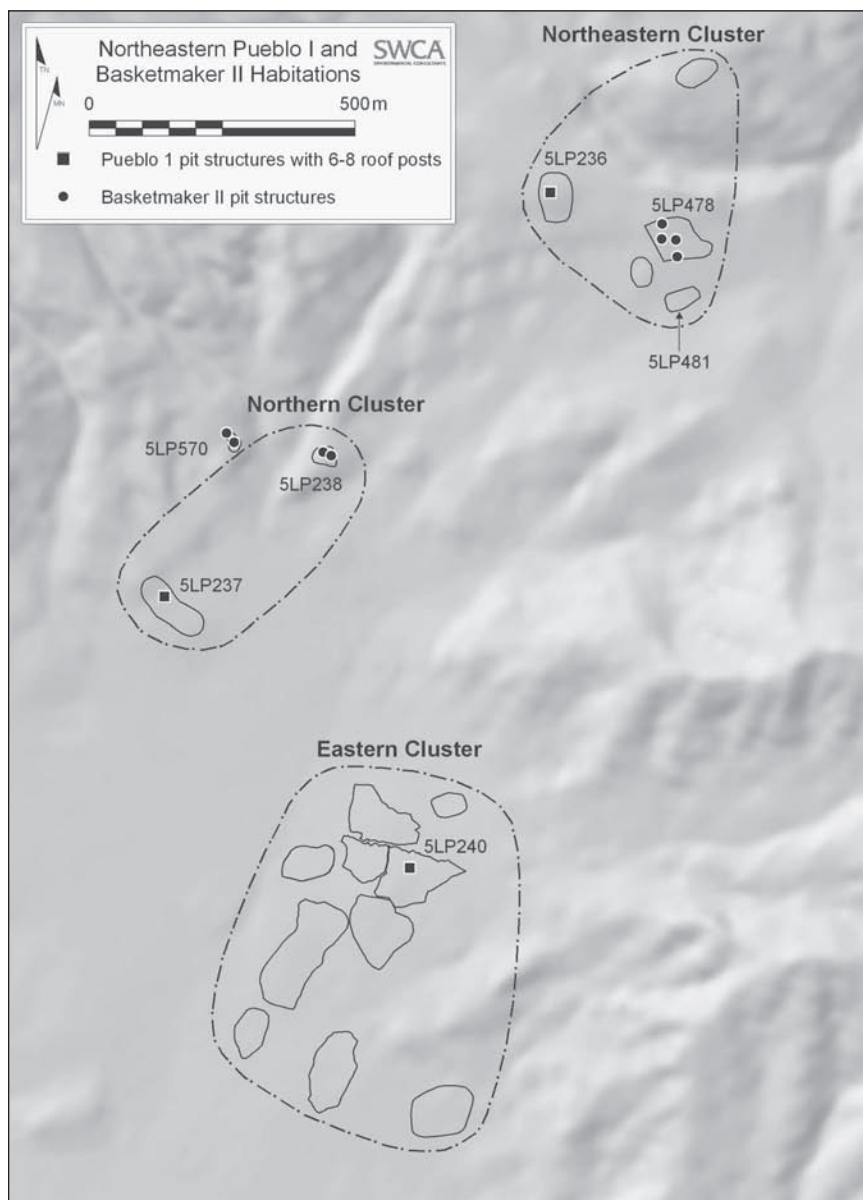 Northeastern Pueblo I and
Basketmaker II Habitations
SWCA
ENVIRONMENTAL CONSULTANTS
TN
MN
0 500 m
Pueblo 1 pit structures with 6-8 roof posts
Basketmaker II pit structures
Northeastern Cluster
5LP236
5LP478
5LP481
Northern Cluster
5LP570
5LP238
5LP237
Eastern Cluster
5LP240